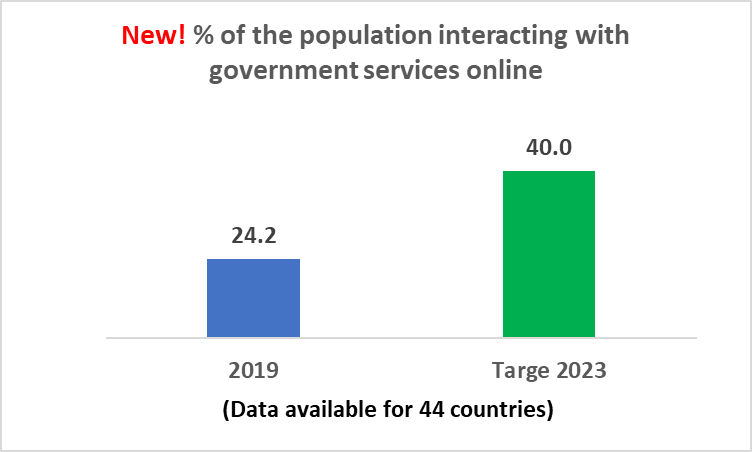 New! % of the population interacting with
government services online
40.0
24.2
2019
Targe 2023
(Data available for 44 countries)